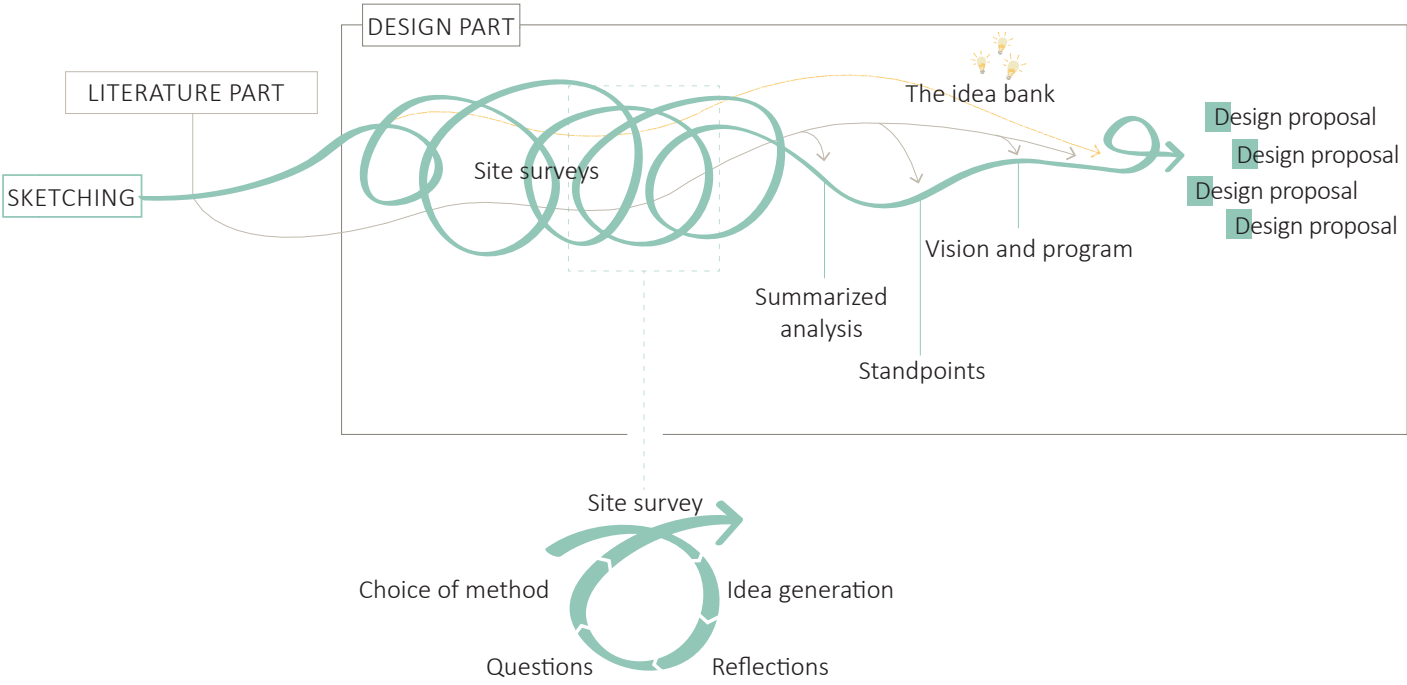 DESIGN PART
LITERATURE PART
The idea bank
Design proposal
Design proposal
Site surveys
SKETCHING
Design proposal
Design proposal
Vision and program
Summarized
analysis
Standpoints
Site survey
Choice of method
Idea generation
Questions
Reflections